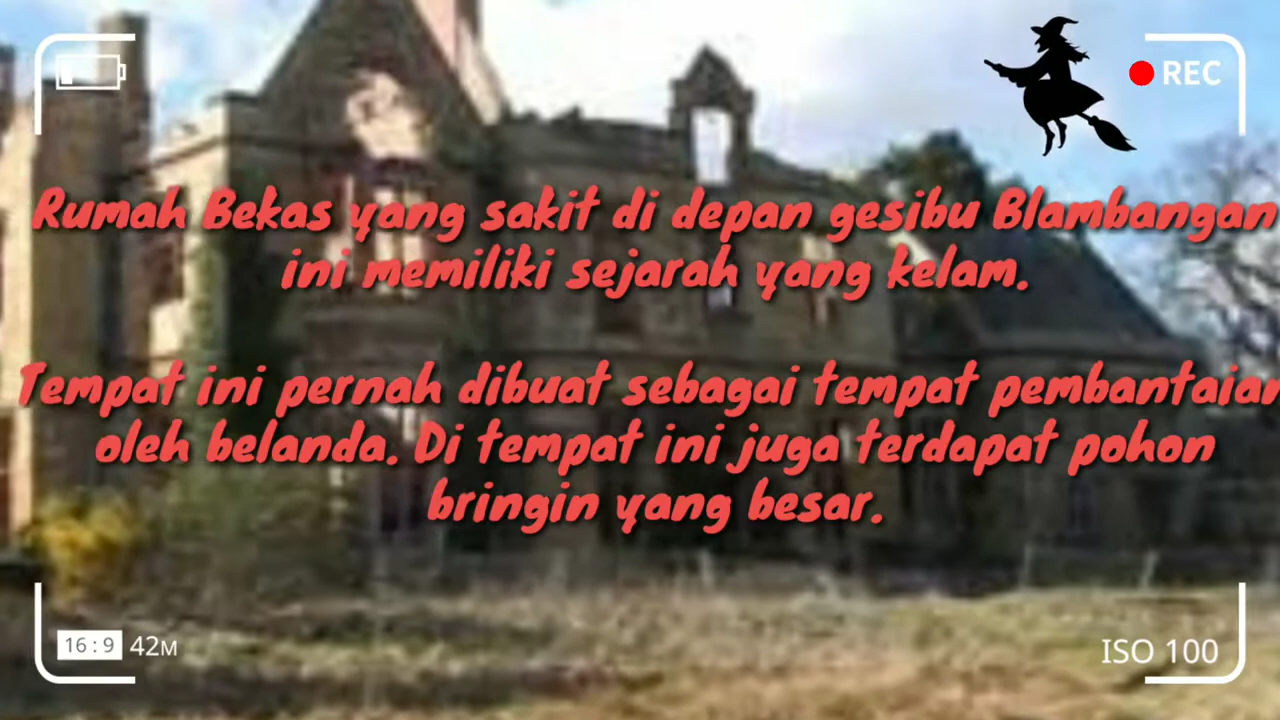 REC
Rumah Bekas yang sakit di depan gesibu Blambangan
ini memiliki sejarah yang kelam.
Tempat ini pernah dibuat sebagai tempat pembantaian
oleh belanda. Di tempat ini juga terdapat pohon
bringin yang besar.
16:9 42M
ISO 100